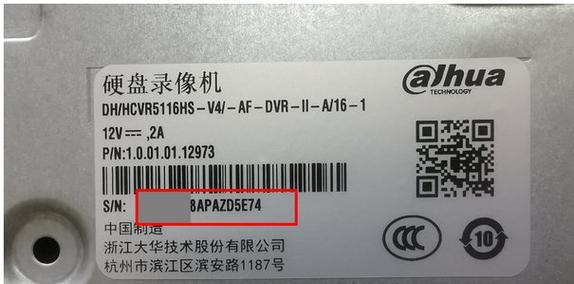 硬盘录像机
alhua
TECHNOLOGY
DH/HCVR5116HS-V4/-AF-DVR-II-A/16-1
12V⎓,2A
P/N:1.0.01.01.12973
S/N: 8APAZD5E74
中国制造
浙江大华技术股份有限公司
杭州市滨江区滨安路1187号
CCC
10